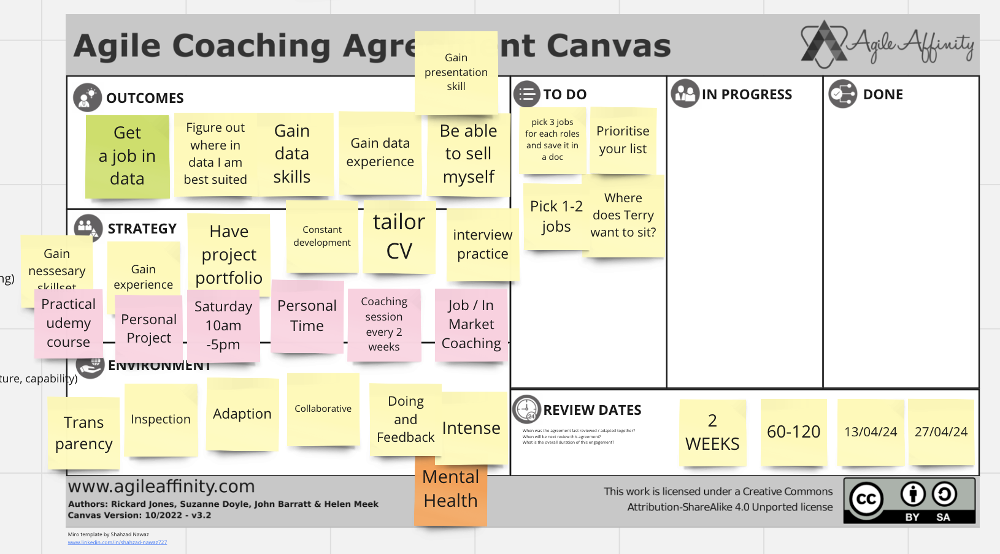 Agile Coaching Agre
nt Canvas
Agile Affinity
Gain
presentation
skill
OUTCOMES
Get
a job in
data
Figure out
where in
data I am
best suited
Gain
data
skills
Gain data
experience
Be able
to sell
myself
TO DO
pick 3 jobs
for each roles
and save it in
a doc
Prioritise
your list
Pick 1-2
jobs
Where
does Terry
want to sit?
IN PROGRESS
DONE
STRATEGY
ng)
Gain
nessesary
skillset
Gain
experience
Have
project
portfolio
Constant
development
tailor
CV
interview
practice
Practical
udemy
course
Personal
Project
Saturday
10am
-5pm
Personal
Time
Coaching
session
every 2
weeks
Job / In
Market
Coaching
ENVIRONMENT
ture, capability)
Trans
parency
Inspection
Adaption
Collaborative
Doing
and
Feedback
Intense
Mental
Health
24
REVIEW DATES
When was the agreement last reviewed / adapted together?
When will be next review this agreement?
What is the overall duration of this engagement?
2
WEEKS
60-120
13/04/24
27/04/24
www.agileaffinity.com
Authors: Rickard Jones, Suzanne Doyle, John Barratt & Helen Meek
Canvas Version: 10/2022 - v3.2
This work is licensed under a Creative Commons
Attribution-ShareAlike 4.0 Unported license
cc
BY SA
Miro template by Shahzad Nawaz
www.linkedin.com/in/shahzad-nawaz727